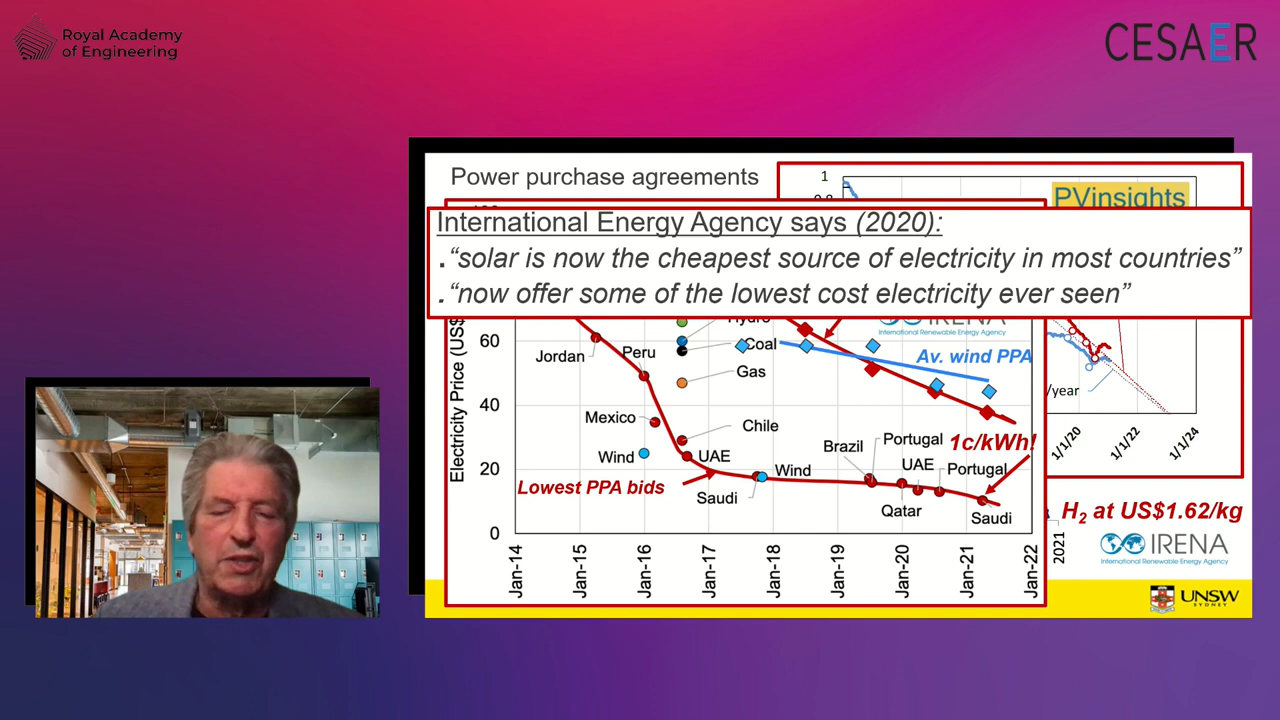 Royal Academy
of Engineering
CESAER
Power purchase agreements
1
PVinsights
International Energy Agency says (2020):
."solar is now the cheapest source of electricity in most countries"
."now offer some of the lowest cost electricity ever seen"
Electricity Price (US$
60
40
20
0
Jordan
Peru
Hydro
Coal
Gas
IRENA
International Renewable Energy Agency
Av. wind PPA
Mexico
Chile
Wind
UAE
Lowest PPA bids
Saudi
Wind
Brazil
Portugal
1c/kWh!
UAE
Portugal
Qatar
Saudi
Jan-14
Jan-15
Jan-16
Jan-17
Jan-18
Jan-19
Jan-20
Jan-21
Jan-22
/year
1/1/20
1/1/22
1/1/24
2021
H₂ at US$1.62/kg
IRENA
International Renewable Energy Agency
UNSW
SYDNEY